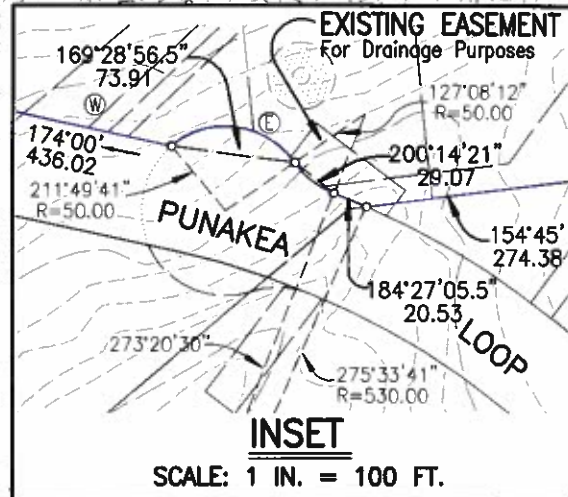 EXISTING EASEMENT
For Drainage Purposes
169°28'56.5"
73.91
127°08'12"
R=50.00
W
E
174°00'
436.02
200°14'21"
29.07
211°49'41"
R=50.00
PUNAKEA
154°45'
274.38
184°27'05.5"
20.53
LOOP
273°20'30"
275°33'41"
R=530.00
INSET
SCALE: 1 IN. = 100 FT.